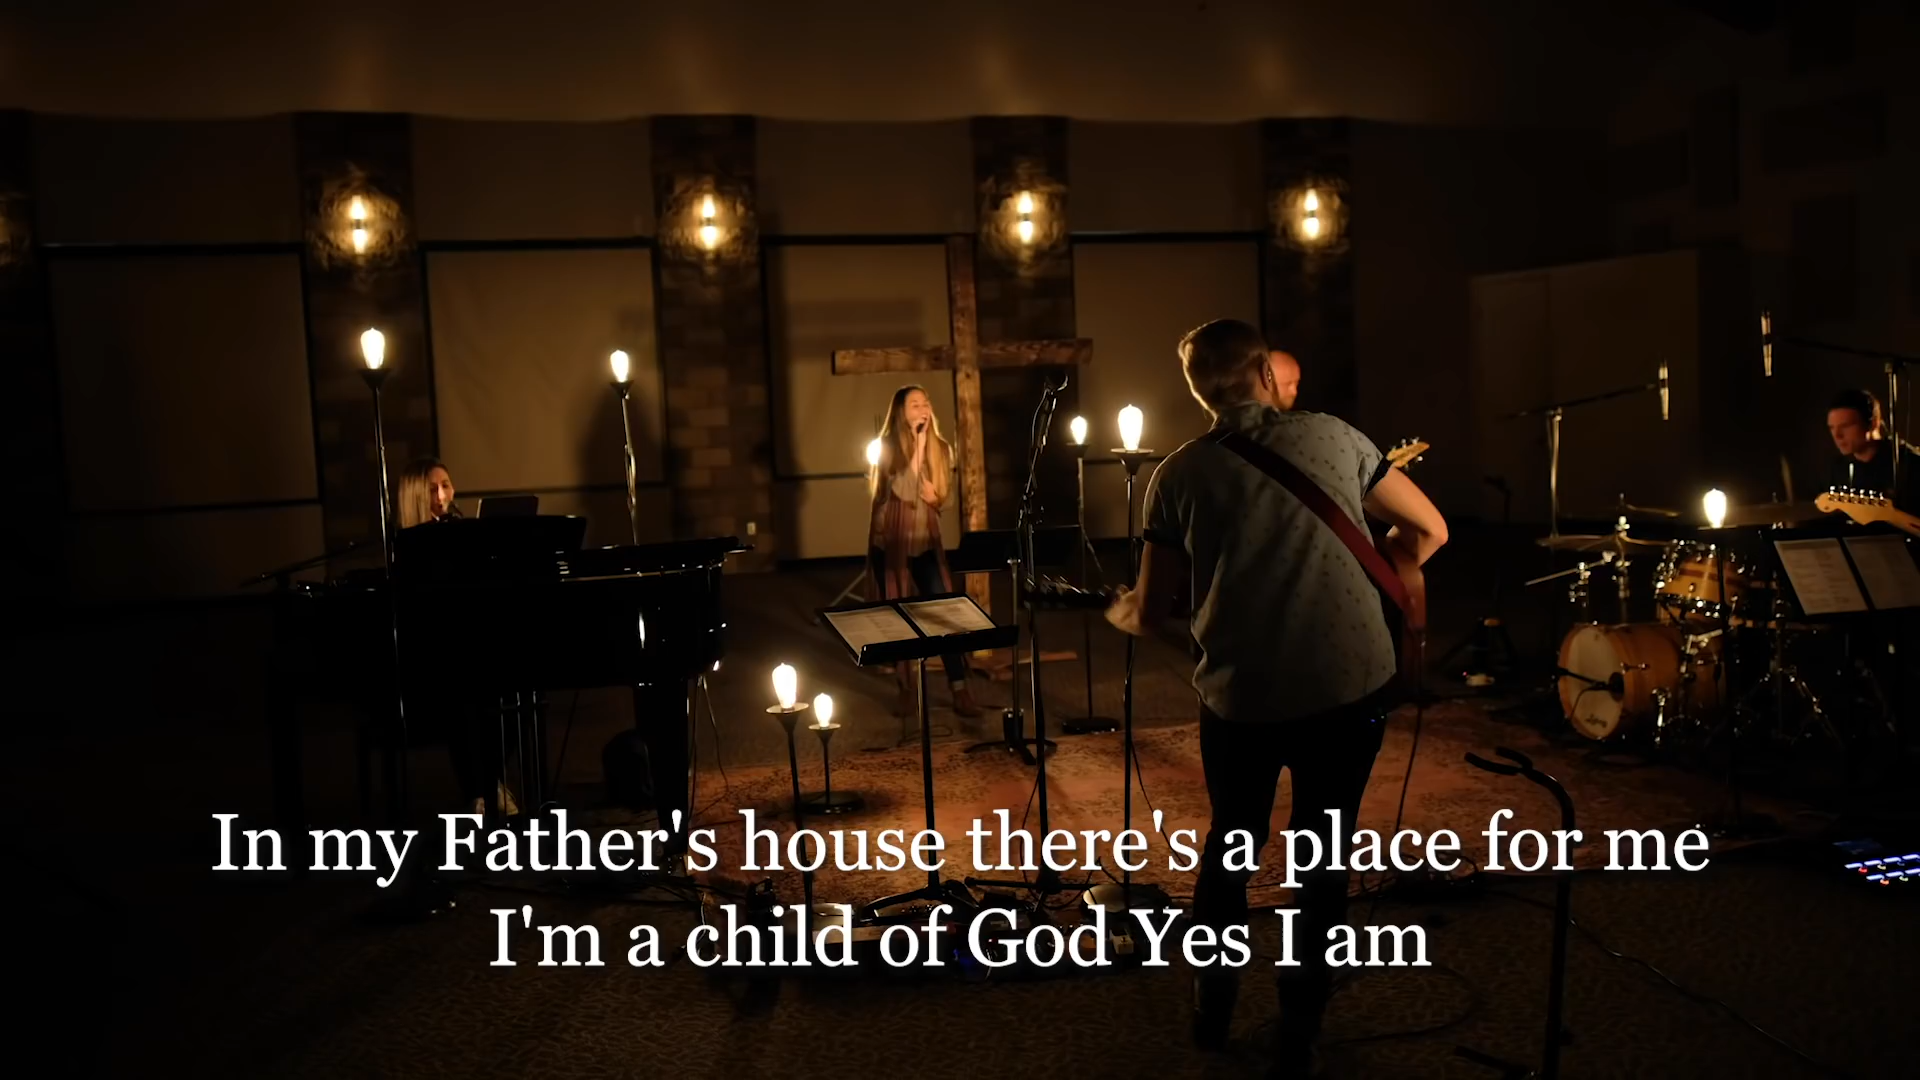 In my Father's house there's a place for me
I'm a child of God Yes I am